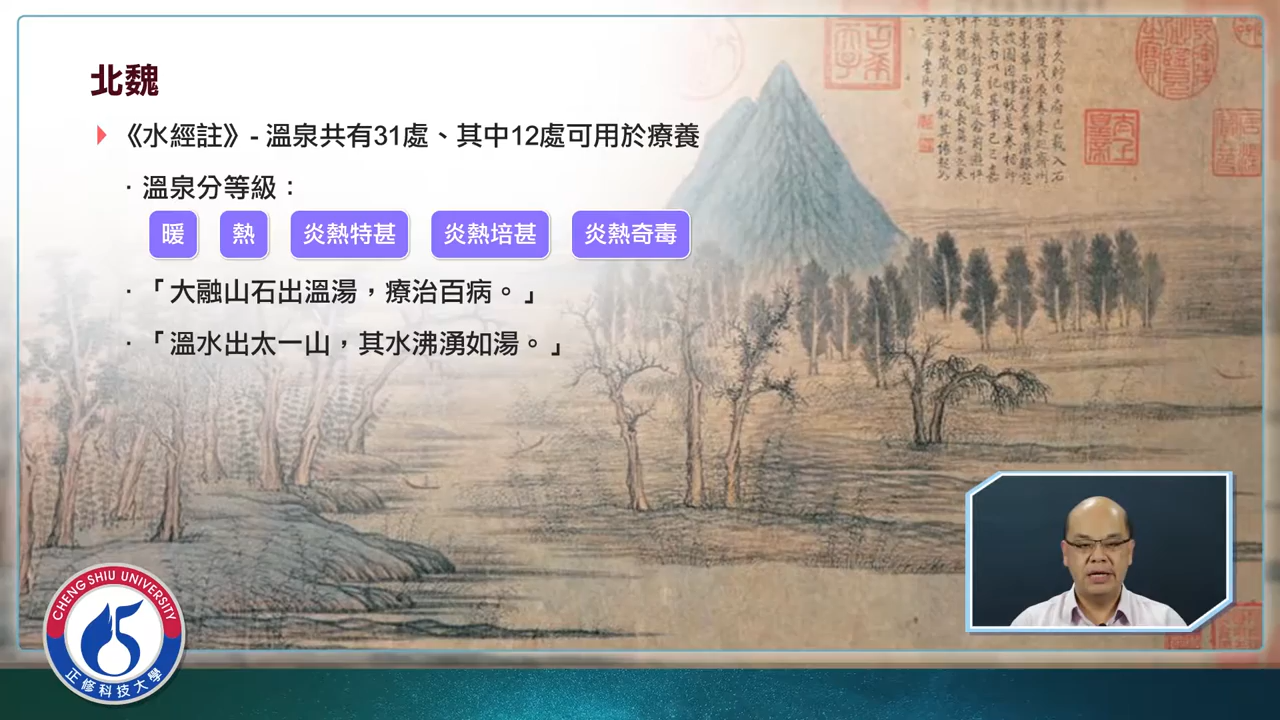 北魏
《水經註》- 溫泉共有31處、其中12處可用於療養
· 溫泉分等級：
暖 熱 炎熱特甚 炎熱培甚 炎熱奇毒
· 「大融山石出溫湯，療治百病。」
· 「溫水出太一山，其水沸湧如湯。」
CHENG SHIU UNIVERSITY
正修科技大學